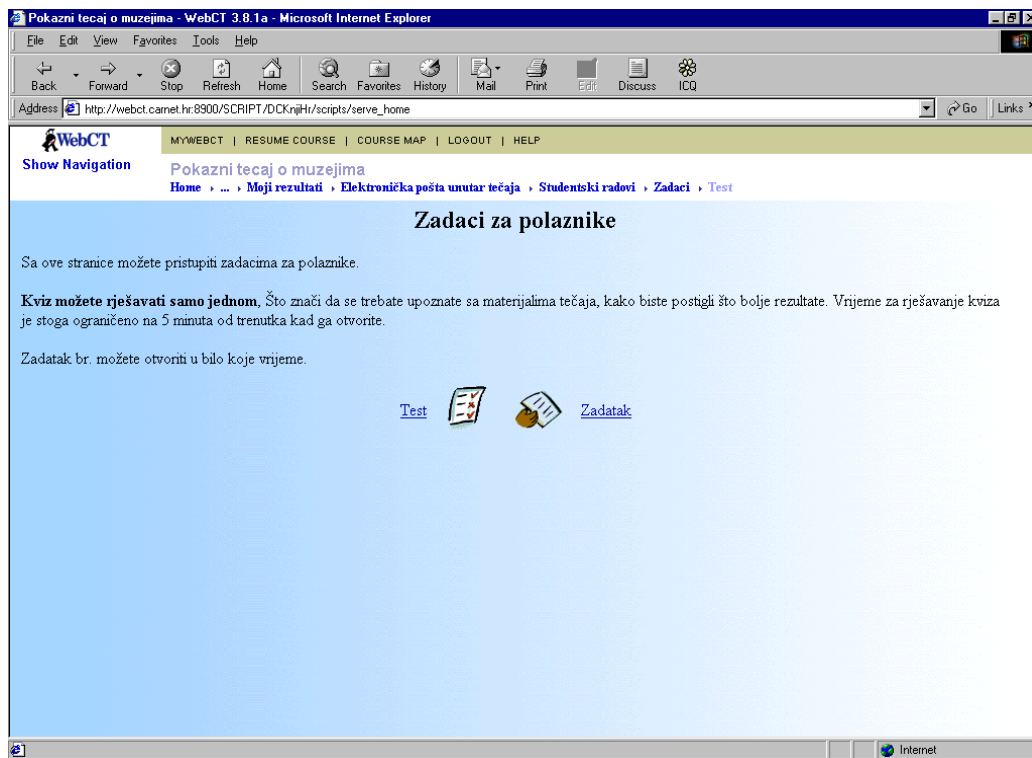 Pokazni tecaj o muzejima - WebCT 3.8.1a - Microsoft Internet Explorer
File Edit View Favorites Tools Help
Back Forward Stop Refresh Home Search Favorites History Mail Print Edit Discuss ICQ
Address http://webct.carnet.hr:8900/SCRIPT/DCKnjiHr/scripts/serve_home Go Links
WebCT MYWEBCT | RESUME COURSE | COURSE MAP | LOGOUT | HELP
Show Navigation Pokazni tecaj o muzejima
Home › ... › Moji rezultati › Elektronička pošta unutar tečaja › Studentski radovi › Zadaci › Test
Zadaci za polaznike
Sa ove stranice možete pristupiti zadacima za polaznike.
Kviz možete rješavati samo jednom, Što znači da se trebate upoznate sa materijalima tečaja, kako biste postigli što bolje rezultate. Vrijeme za rješavanje kviza
je stoga ograničeno na 5 minuta od trenutka kad ga otvorite.
Zadatak br. možete otvoriti u bilo koje vrijeme.
Test Zadatak
Internet